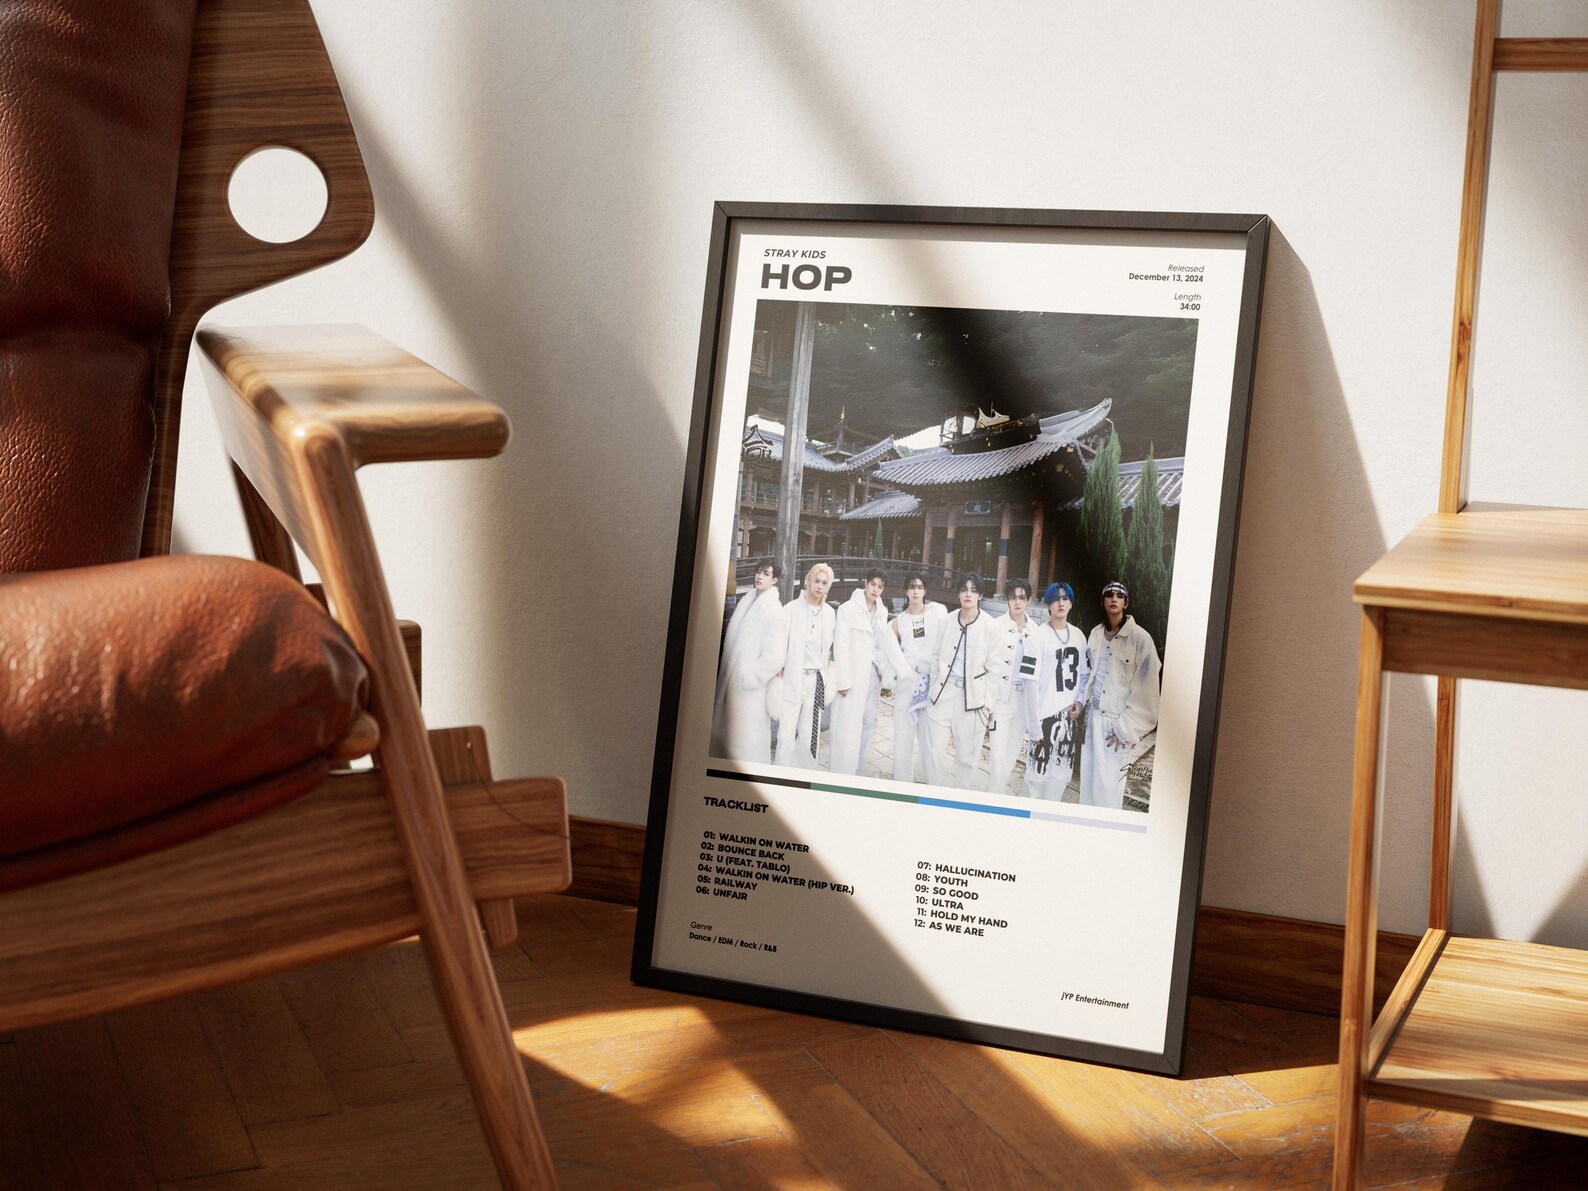 STRAY KIDS
HOP
Released
December 13, 2024
Length
34:00
13
TRACKLIST
01: WALKIN ON WATER
02: BOUNCE BACK
03: U (FEAT. TABLO)
04: WALKIN ON WATER (HIP VER.)
05: RAILWAY
06: UNFAIR
07: HALLUCINATION
08: YOUTH
09: SO GOOD
10: ULTRA
11: HOLD MY HAND
12: AS WE ARE
Genre
Dance / EDM / Rock / R&B
JYP Entertainment